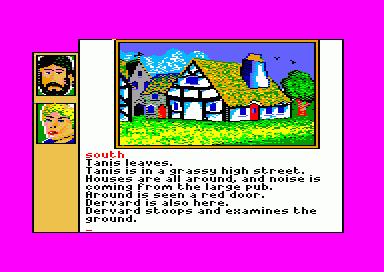 south
Tanis leaves.
Tanis is in a grassy high street.
Houses are all around, and noise is
coming from the large pub.
Around is seen a red door.
Dervard is also here.
Dervard stoops and examines the
ground.